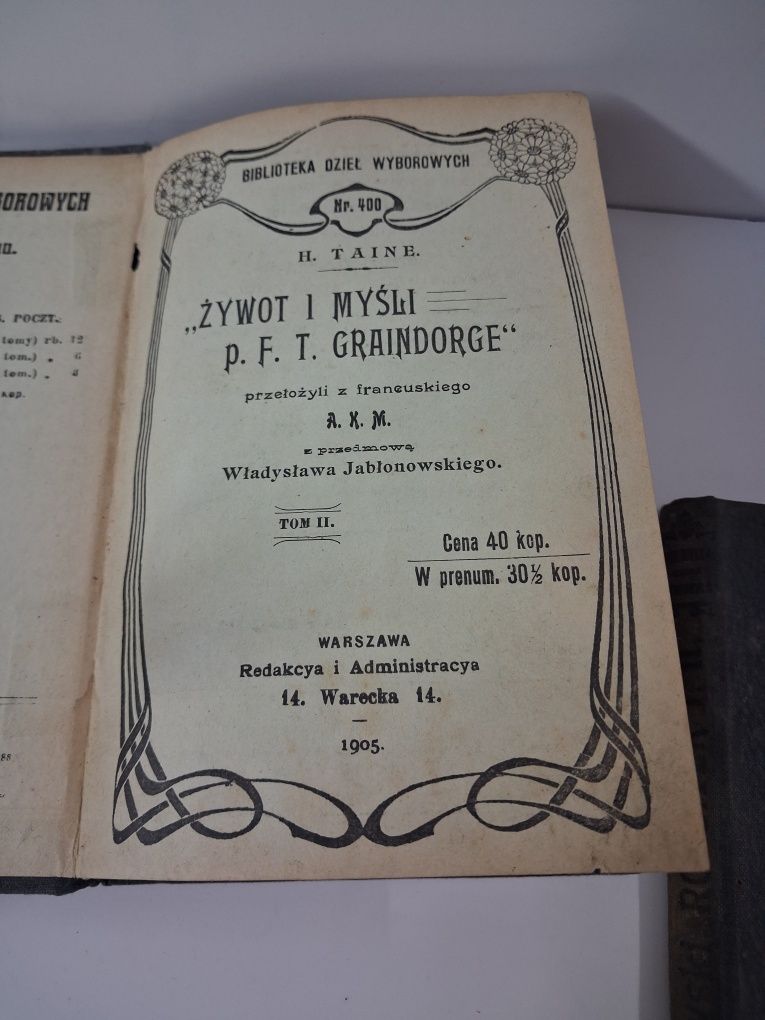 BIBLIOTEKA DZIEŁ WYBOROWYCH
Nr. 400
H. TAINE.
„ŻYWOT I MYŚLI
P. F. T. GRAINDORGE“
przełożyli z francuskiego
A. K. M.
z przedmową
Władysława Jabłonowskiego.
TOM II.
Cena 40 kop.
W prenum. 30½ kop.
WARSZAWA
Redakcya i Administracya
14. Warecka 14.
1905.
POCZT.
tomy) rb. 12
tom.) „ 6
tom.) „
kop.